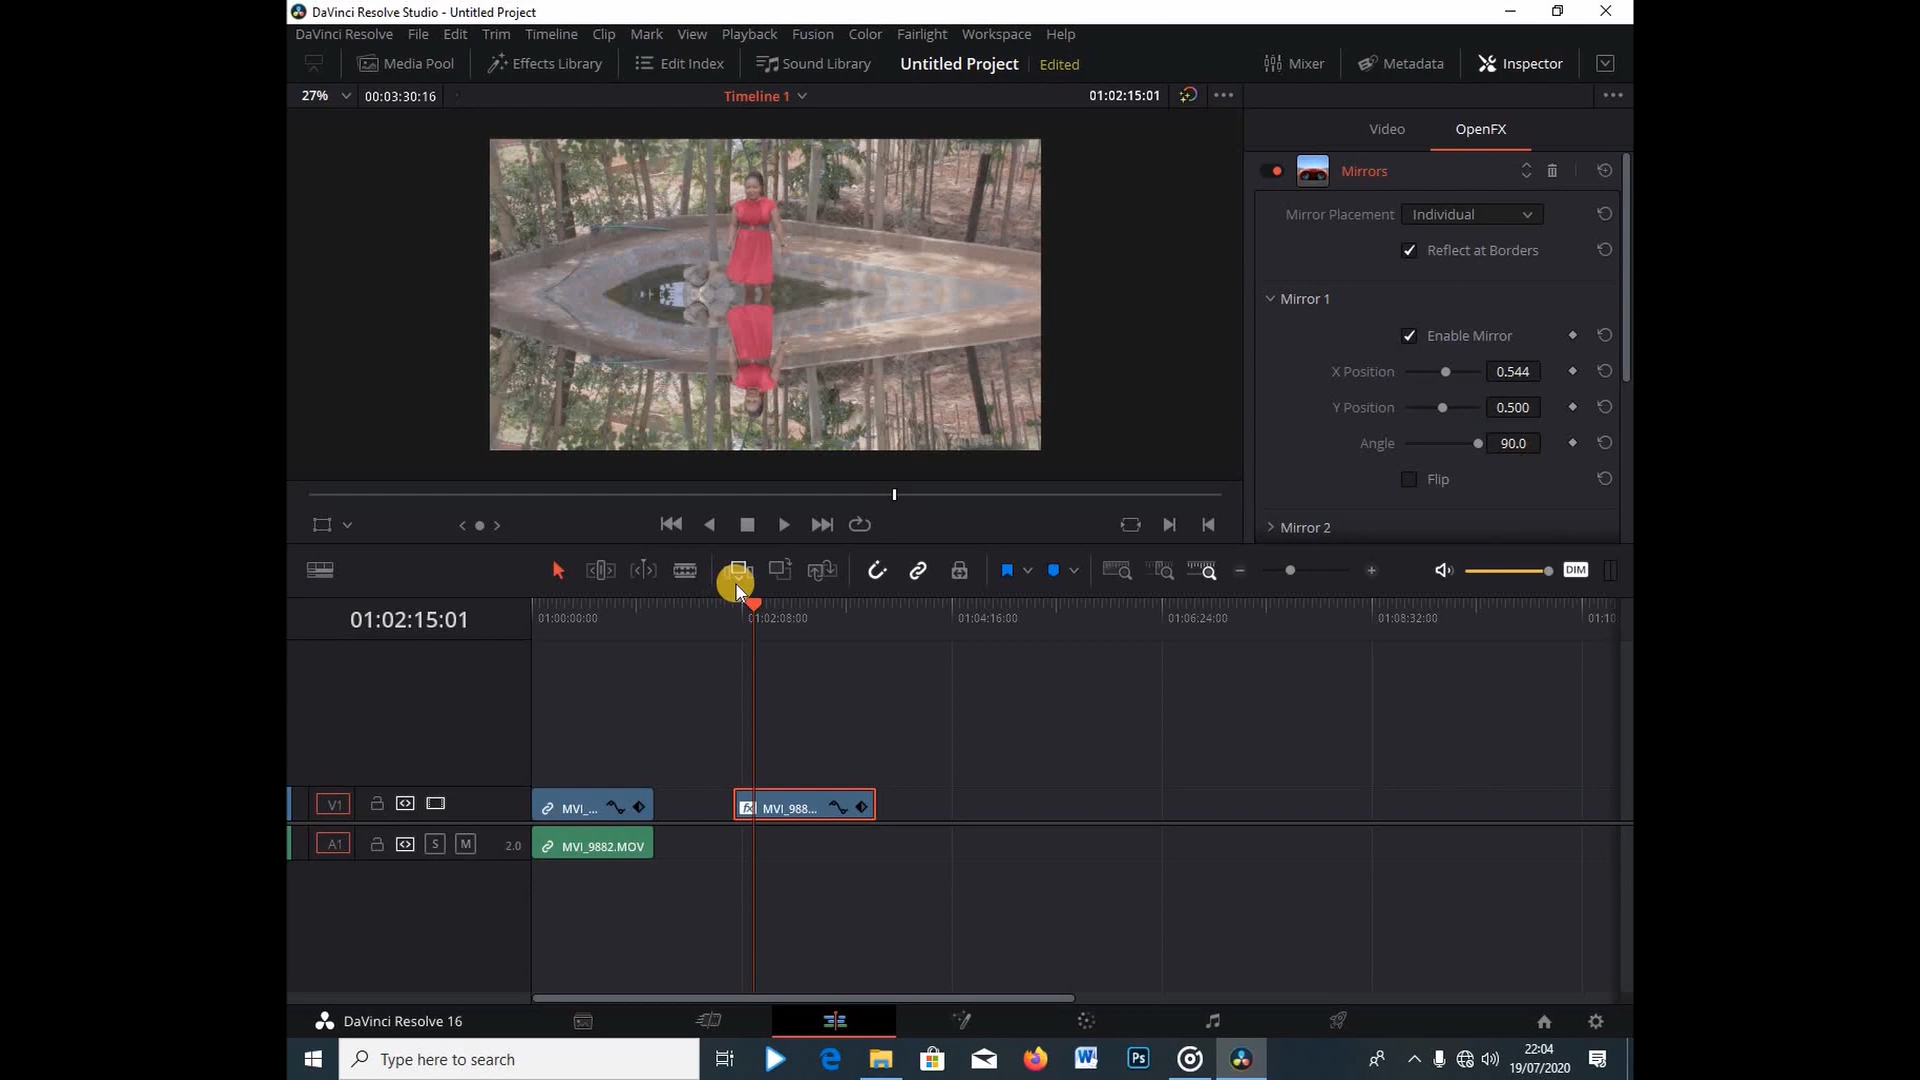 DaVinci Resolve Studio - Untitled Project
DaVinci Resolve File Edit Trim Timeline Clip Mark View Playback Fusion Color Fairlight Workspace Help
Media Pool Effects Library Edit Index Sound Library Untitled Project Edited Mixer Metadata Inspector
27% 00:03:30:16 Timeline 1 01:02:15:01
Video OpenFX
Mirrors
Mirror Placement Individual
Reflect at Borders
Mirror 1
Enable Mirror
X Position 0.544
Y Position 0.500
Angle 90.0
Flip
Mirror 2
DIM
01:02:15:01
01:00:00:00 01:02:08:00 01:04:16:00 01:06:24:00 01:08:32:00 01:10
V1 MVI_... fx MVI_988...
A1 S M 2.0 MVI_9882.MOV
DaVinci Resolve 16
Type here to search
W Ps
22:04
19/07/2020